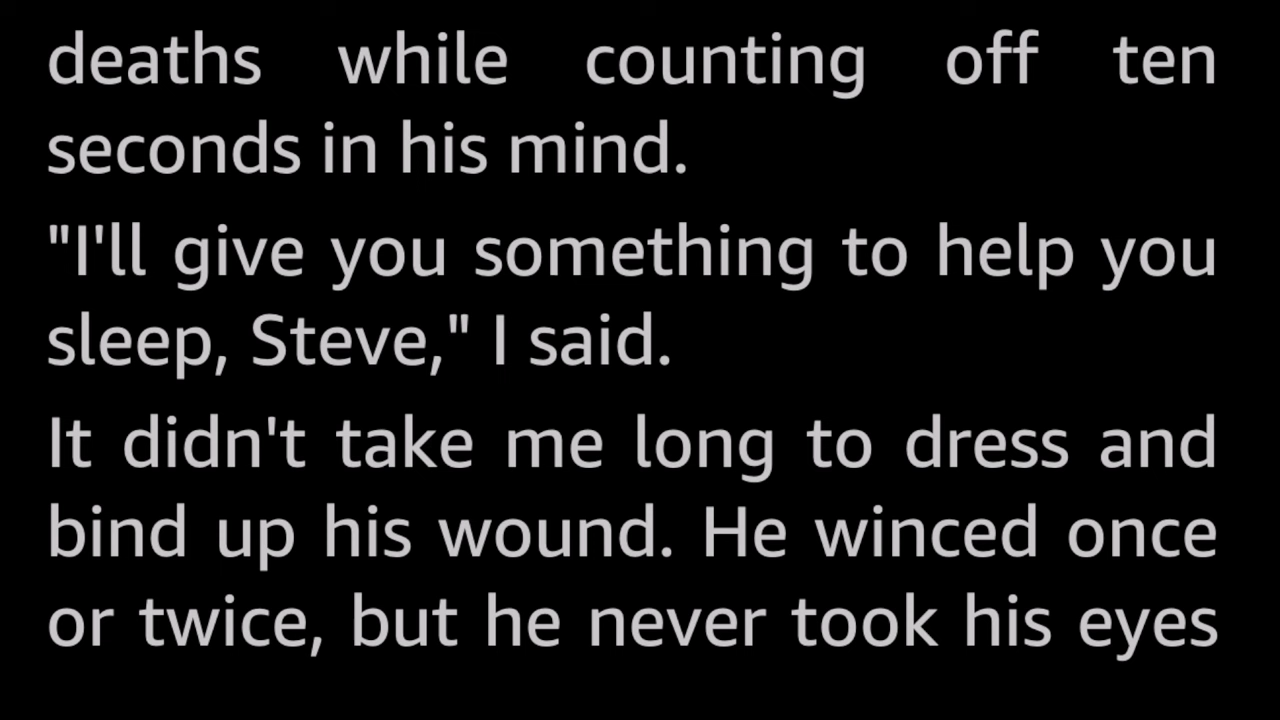 deaths while counting off ten
seconds in his mind.
"I'll give you something to help you
sleep, Steve," I said.
It didn't take me long to dress and
bind up his wound. He winced once
or twice, but he never took his eyes